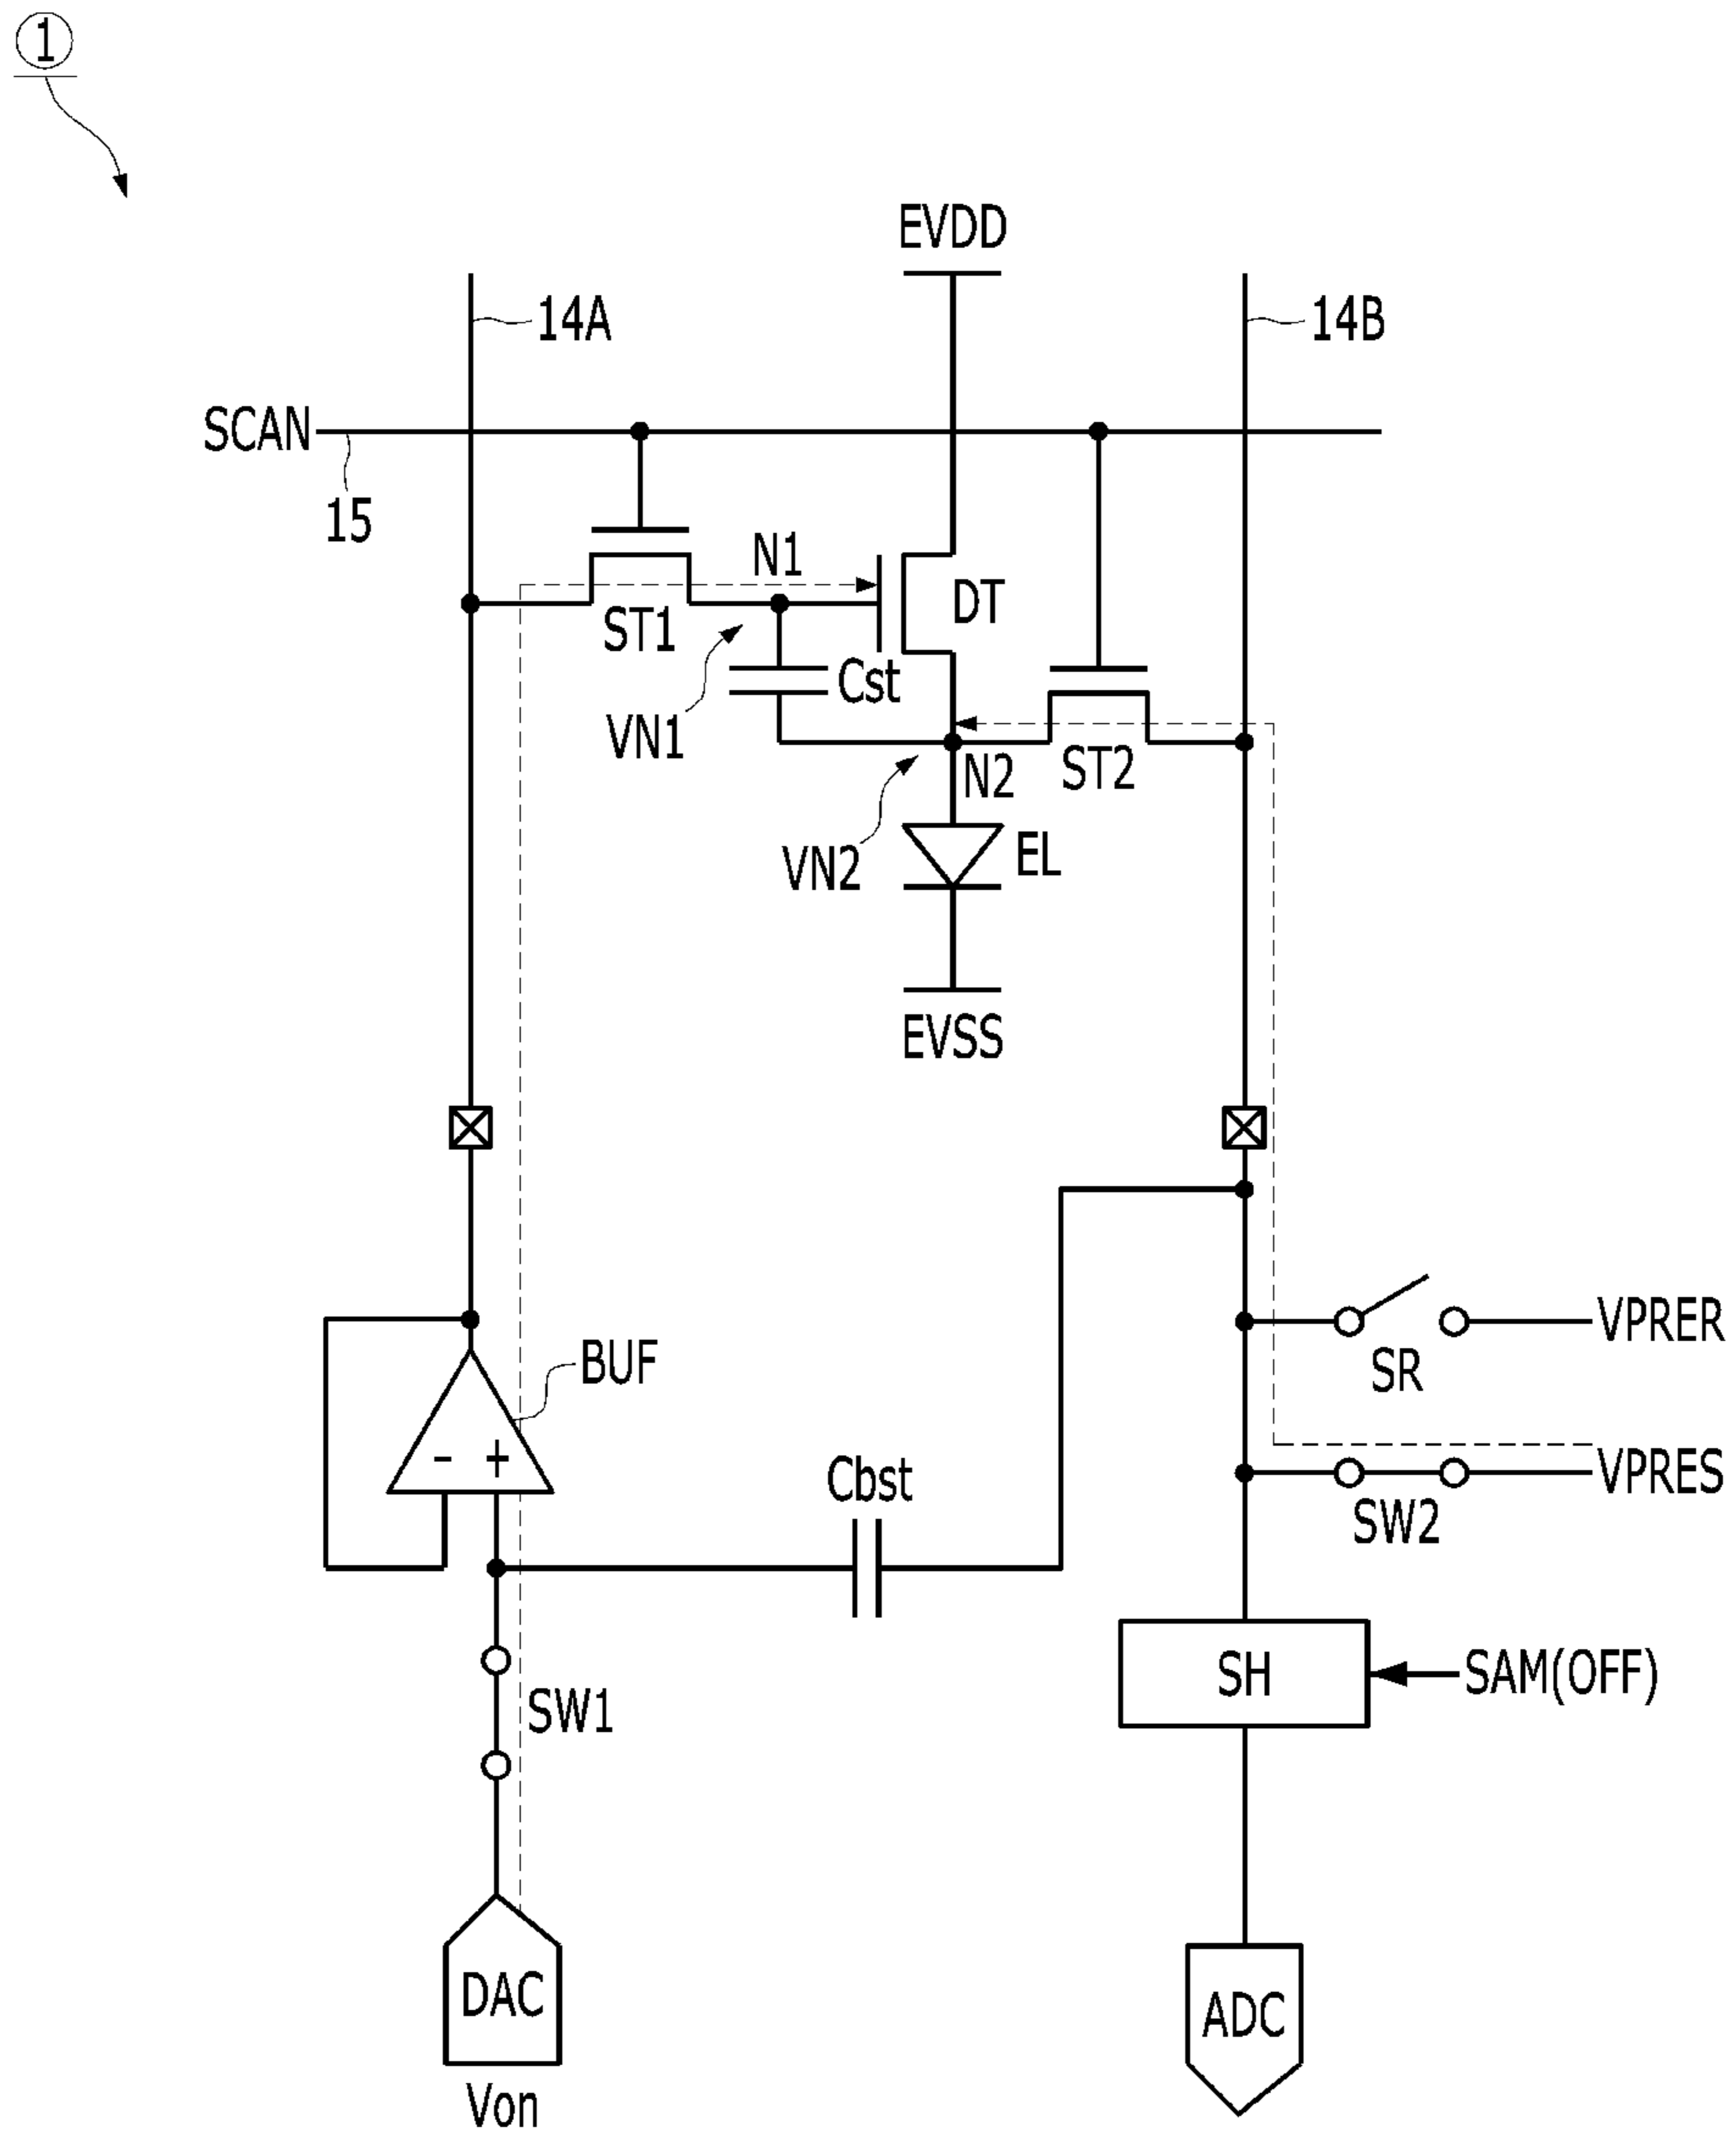 ①
EVDD
14A
14B
SCAN
15
N1
DT
ST1
Cst
VN1
ST2
N2
VN2
EL
EVSS
VPRER
SR
BUF
- +
Cbst
VPRES
SW2
SH
SAM(OFF)
SW1
DAC
ADC
Von